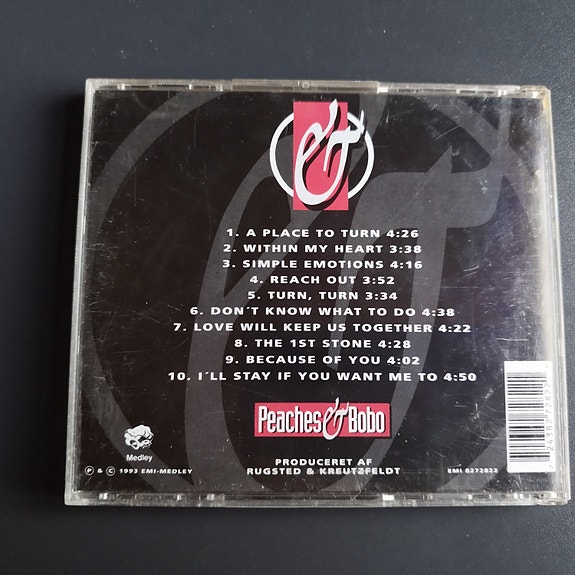 &
1. A PLACE TO TURN 4:26
2. WITHIN MY HEART 3:38
3. SIMPLE EMOTIONS 4:16
4. REACH OUT 3:52
5. TURN, TURN 3:34
6. DON´T KNOW WHAT TO DO 4:38
7. LOVE WILL KEEP US TOGETHER 4:22
8. THE 1ST STONE 4:28
9. BECAUSE OF YOU 4:02
10. I´LL STAY IF YOU WANT ME TO 4:50
Peaches & Bobo
Medley
℗ & © 1993 EMI-MEDLEY
PRODUCERET AF
RUGSTED & KREUTZFELDT
EMI 8272822